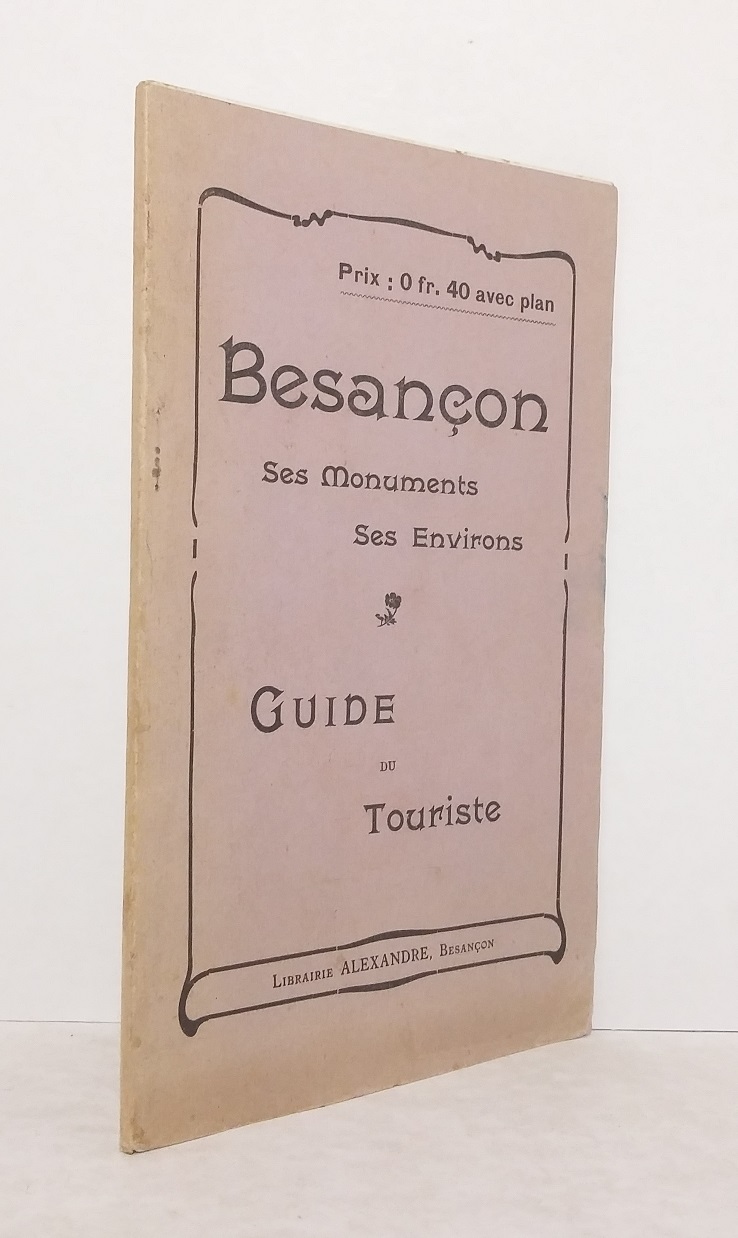 Prix : 0 fr. 40 avec plan
Besançon
Ses Monuments
Ses Environs
GUIDE
DU
Touriste
LIBRAIRIE ALEXANDRE, BESANÇON